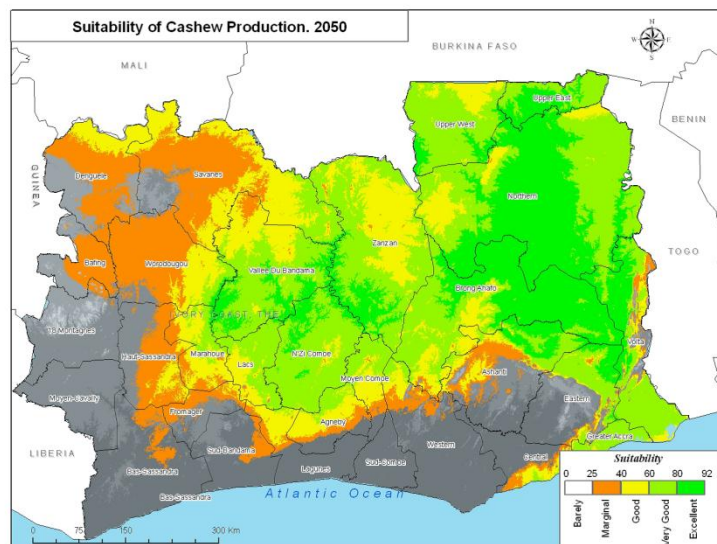 Suitability of Cashew Production. 2050
BURKINA FASO
MALI
N
W E
S
BENIN
GUINEA
TOGO
LIBERIA
Upper East
Upper West
Denguele
Savanes
Northern
Zanzan
Bafing
Worodougou
Vallee Du Bandama
Brong Ahafo
18 Montagnes
Haut-Sassandra
Marahoue
Lacs
N'Zi Comoe
Volta
Moyen Comoe
Ashanti
Moyen-Cavally
Fromager
Agneby
Eastern
Greater Accra
Sud-Bandama
Western
Central
Bas-Sassandra
Lagunes
Sud-Comoe
Bas-Sassandra
Atlantic Ocean
0 75 150 300 Km
Suitability
0 25 40 60 80 92
Barely
Marginal
Good
Very Good
Excellent